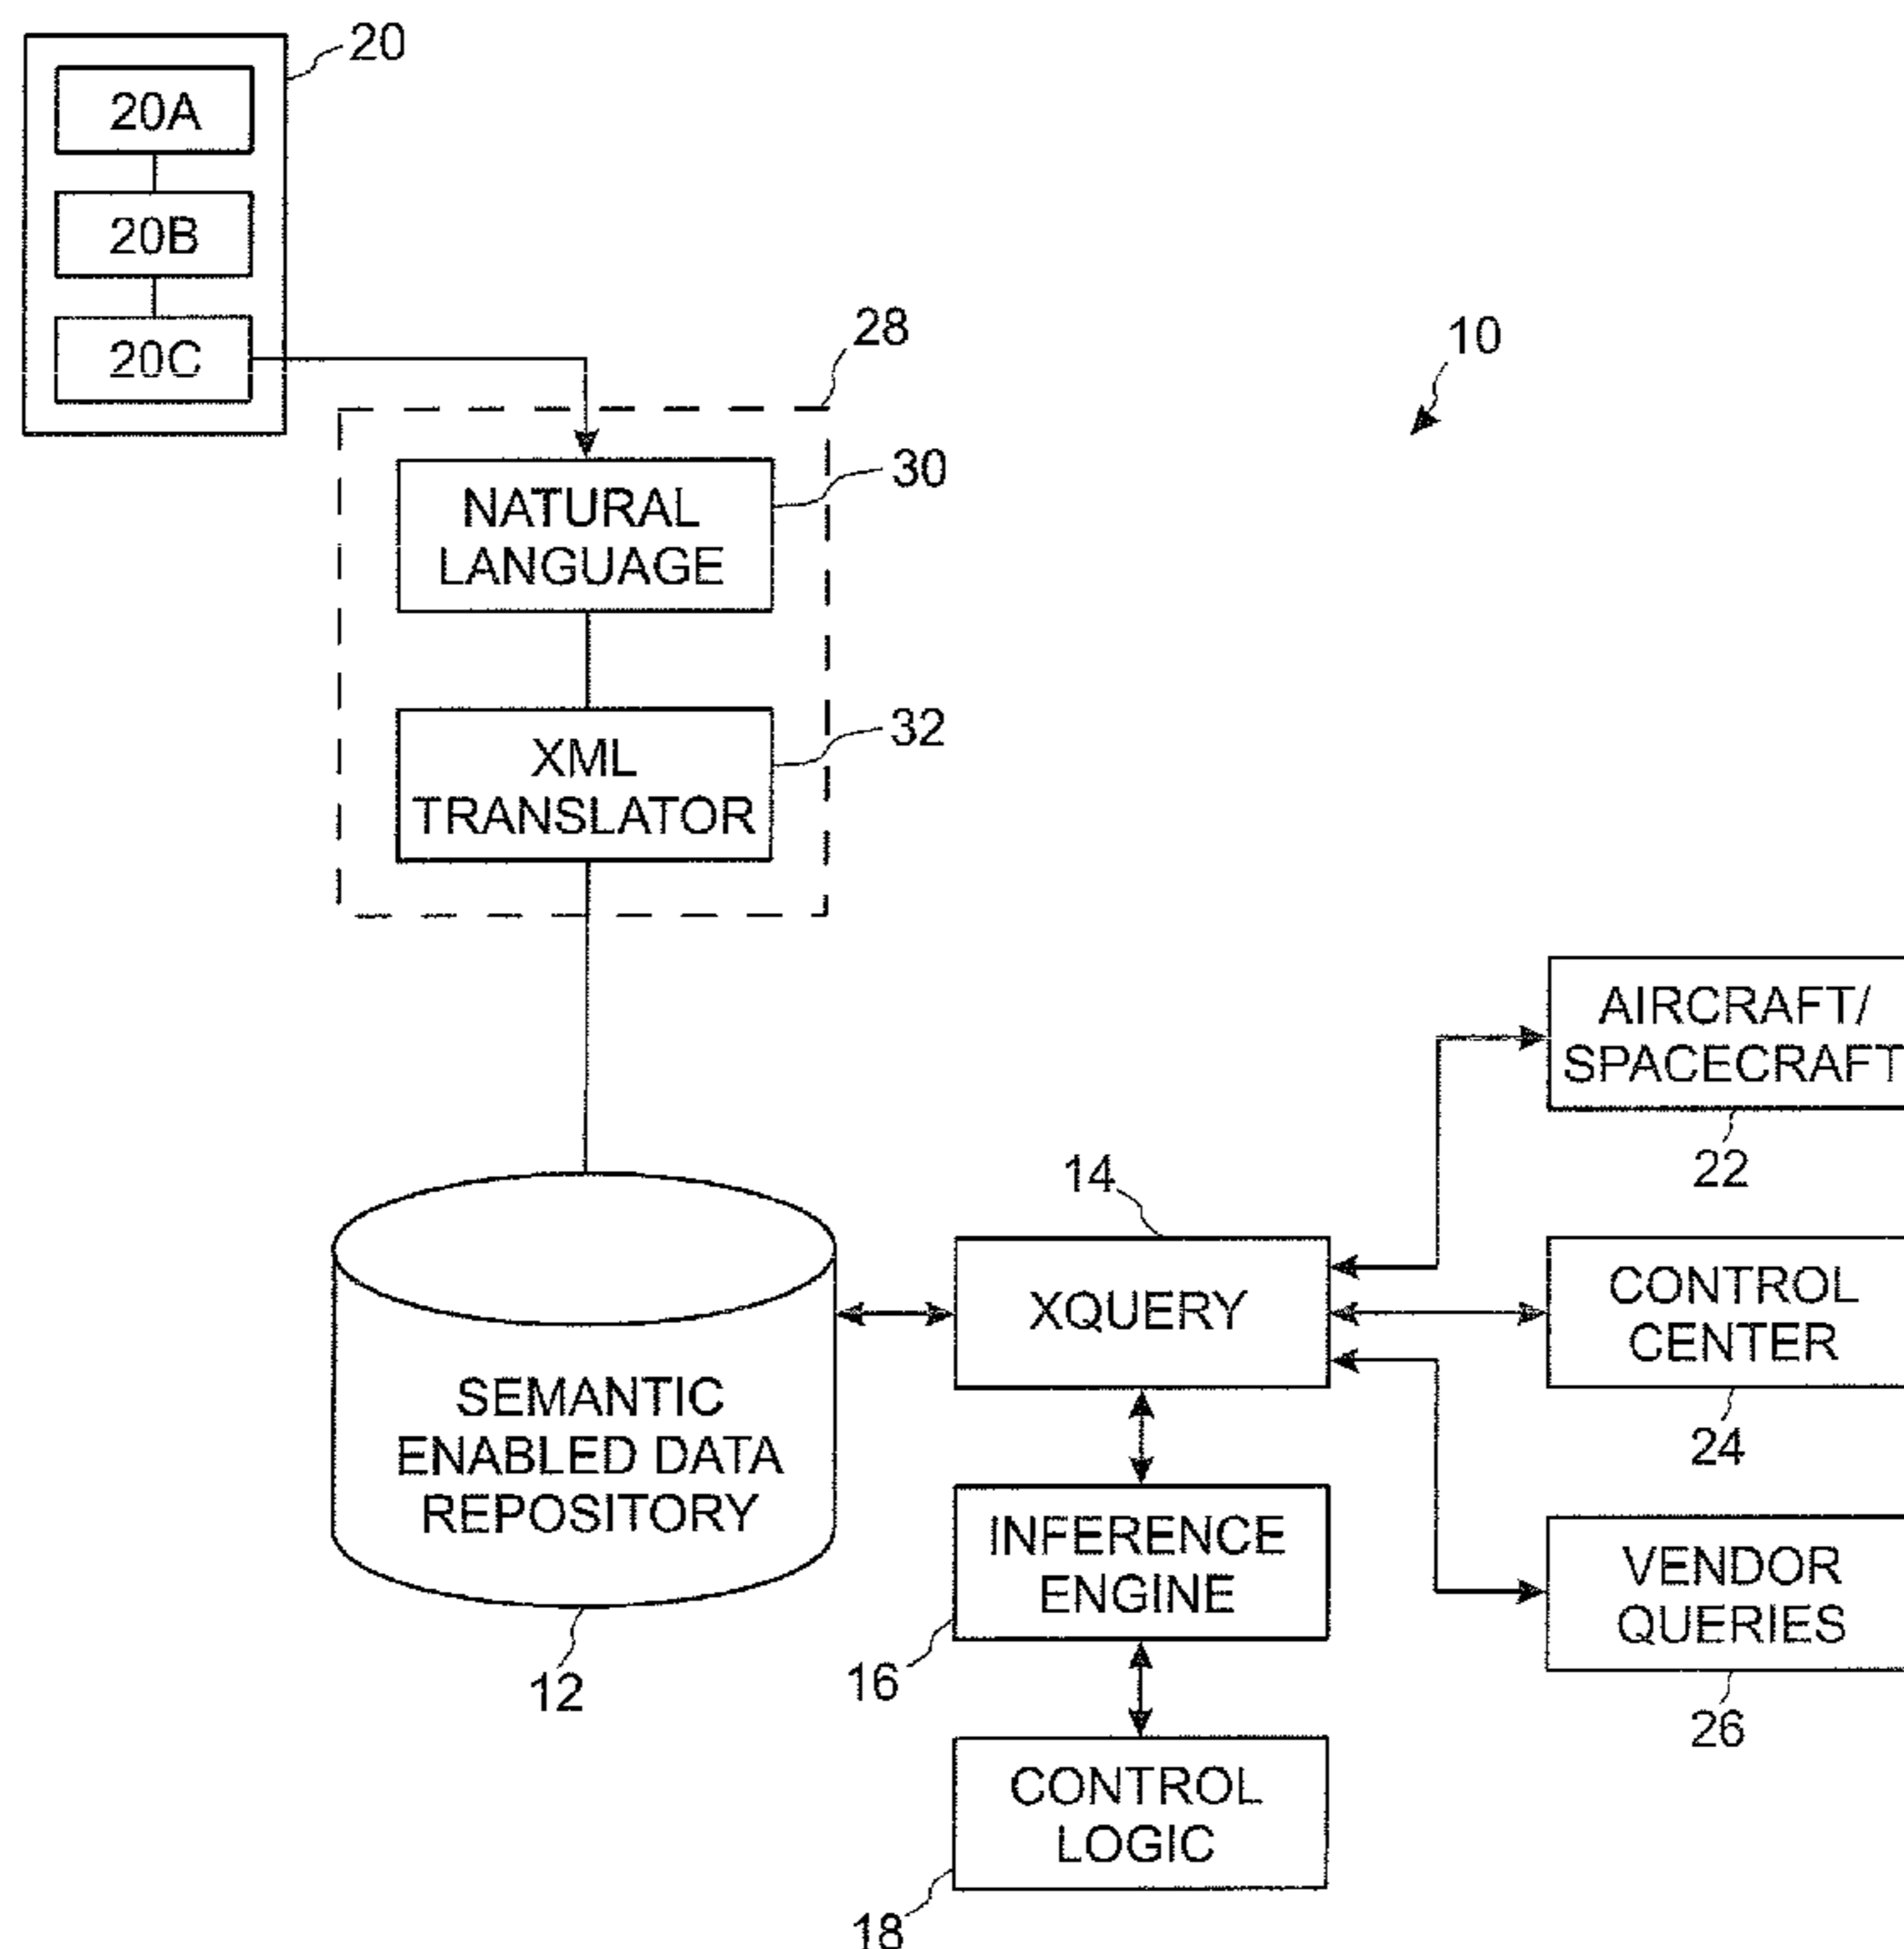 20
20A
20B
20C
28
10
NATURAL
LANGUAGE
30
XML
TRANSLATOR
32
AIRCRAFT/
SPACECRAFT
22
14
XQUERY
CONTROL
CENTER
24
SEMANTIC
ENABLED DATA
REPOSITORY
12
INFERENCE
ENGINE
16
VENDOR
QUERIES
26
CONTROL
LOGIC
18